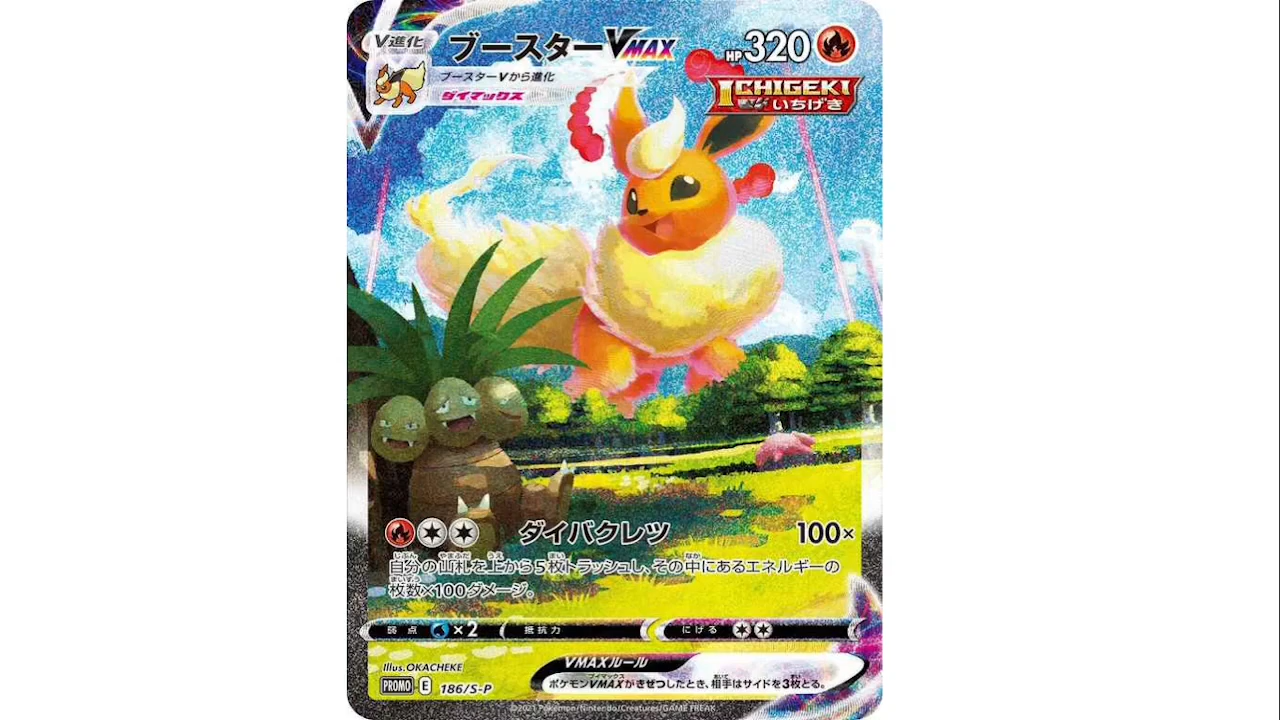 V進化
ブースターVMAX
HP320
ブースターVから進化
ダイマックス
ICHIGEKI
いちげき
ダイバクレツ 100×
自分の山札を上から5枚トラッシュし、その中にあるエネルギーの
枚数×100ダメージ。
弱点 ×2 抵抗力 にげる
Illus.OKACHEKE
VMAXルール
PROMO E 186/S-P
ポケモンVMAXがきぜつしたとき、相手はサイドを3枚とる。
©2021 Pokémon/Nintendo/Creatures/GAME FREAK.